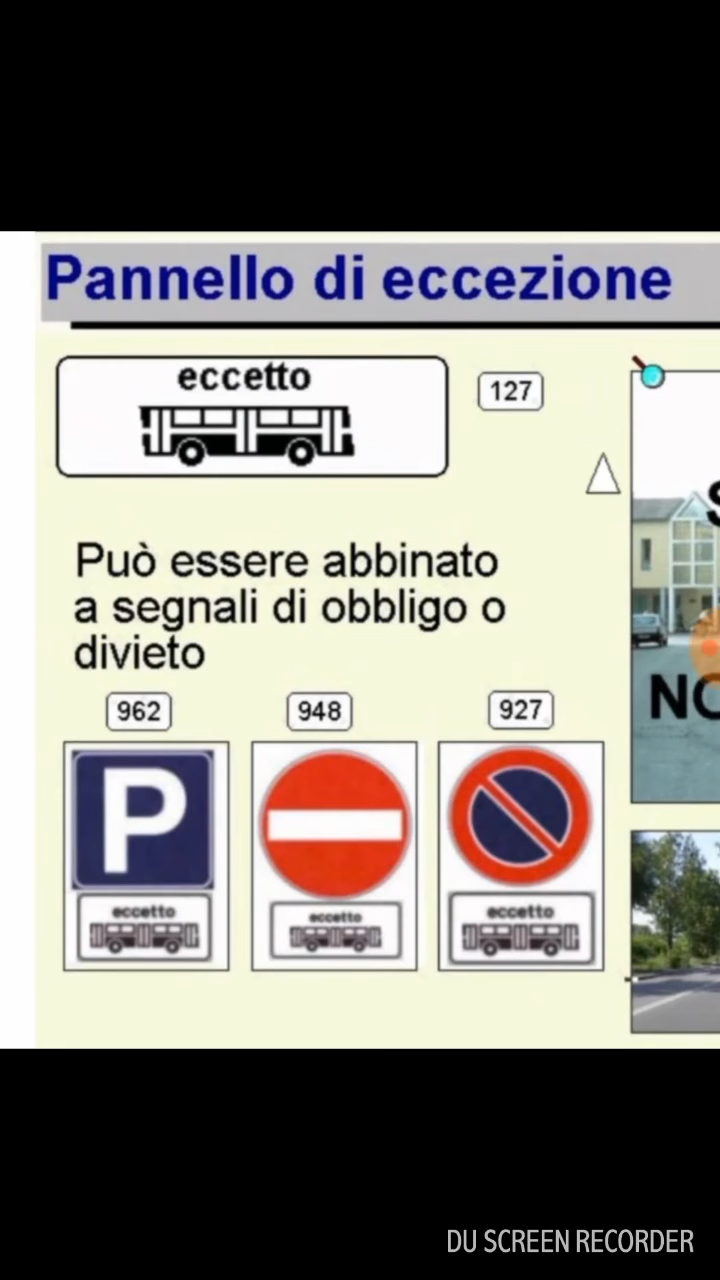 Pannello di eccezione
eccetto
127
Può essere abbinato
a segnali di obbligo o
divieto
962
948
927
P
eccetto
eccetto
eccetto
NO
DU SCREEN RECORDER